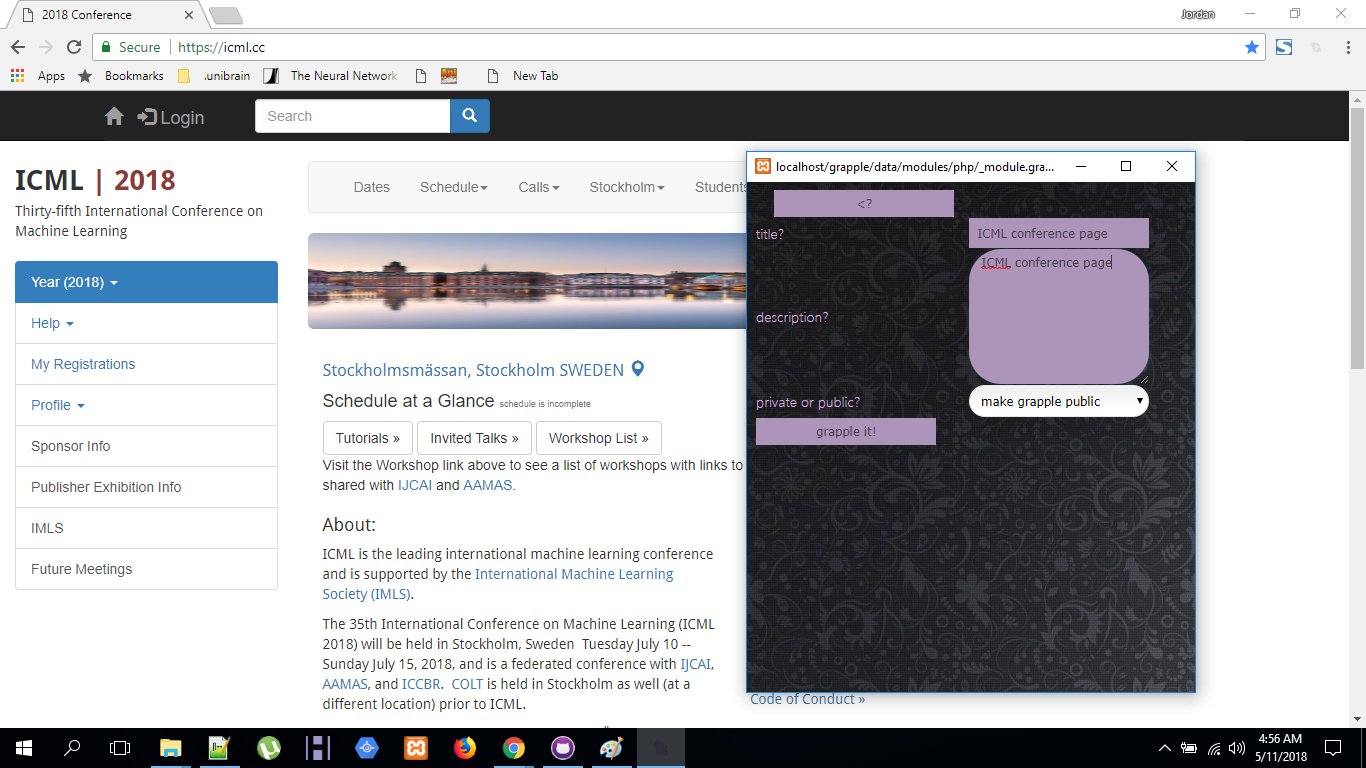 2018 Conference
Jordan
Secure
https://icml.cc
Apps
Bookmarks
.unibrain
The Neural Network
New Tab
Login
Search
ICML | 2018
Thirty-fifth International Conference on
Machine Learning
Year (2018)
Help
My Registrations
Profile
Sponsor Info
Publisher Exhibition Info
IMLS
Future Meetings
Dates
Schedule
Calls
Stockholm
Students
Stockholmsmässan, Stockholm SWEDEN
Schedule at a Glance schedule is incomplete
Tutorials »
Invited Talks »
Workshop List »
Visit the Workshop link above to see a list of workshops with links to
shared with IJCAI and AAMAS.
About:
ICML is the leading international machine learning conference
and is supported by the International Machine Learning
Society (IMLS).
The 35th International Conference on Machine Learning (ICML
2018) will be held in Stockholm, Sweden Tuesday July 10 --
Sunday July 15, 2018, and is a federated conference with IJCAI,
AAMAS, and ICCBR. COLT is held in Stockholm as well (at a
different location) prior to ICML.
localhost/grapple/data/modules/php/_module.gra...
<?
>
title?
ICML conference page
ICML conference page
description?
private or public?
make grapple public
grapple it!
Code of Conduct »
4:56 AM
5/11/2018